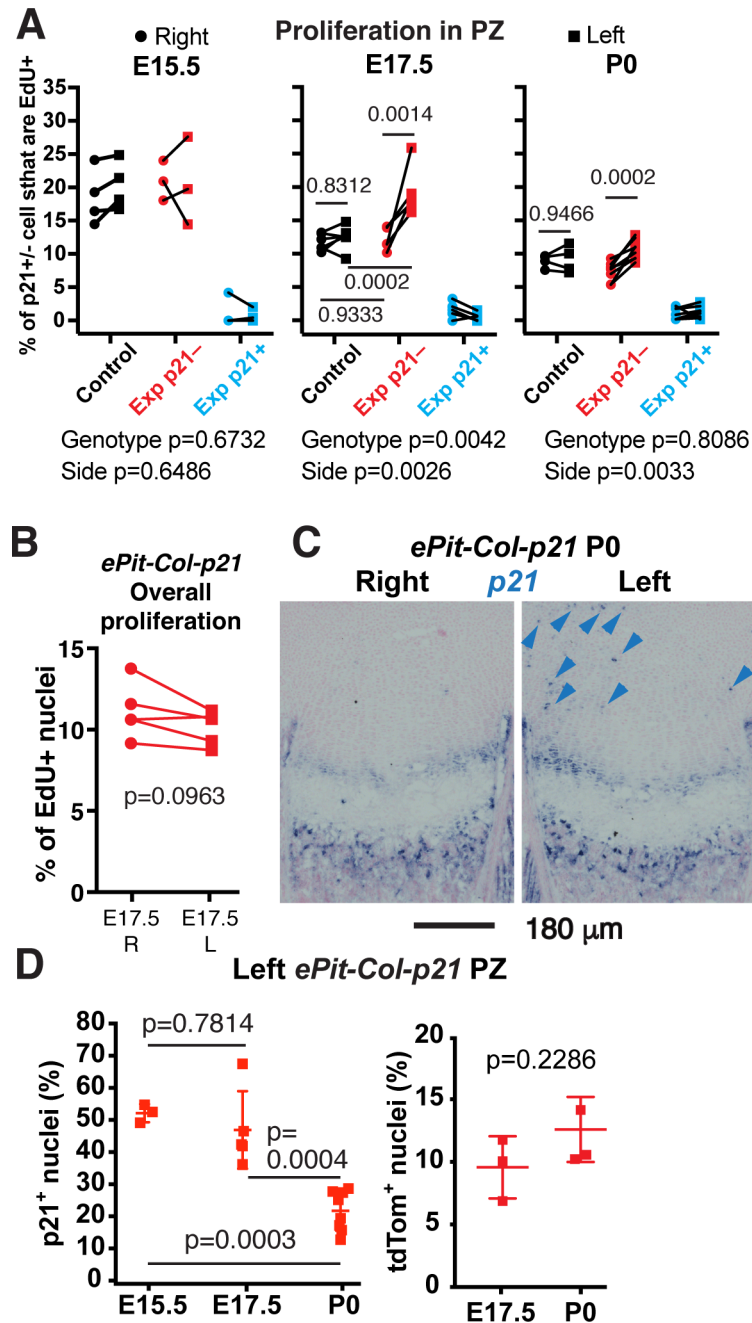 A
Proliferation in PZ
● Right
■ Left
E15.5
E17.5
P0
% of p21+/- cell sthat are EdU+
35
30
25
20
15
10
5
0
0.8312
0.0014
0.0002
0.9333
0.9466
0.0002
Control
Exp p21–
Exp p21+
Control
Exp p21–
Exp p21+
Control
Exp p21–
Exp p21+
Genotype p=0.6732
Side p=0.6486
Genotype p=0.0042
Side p=0.0026
Genotype p=0.8086
Side p=0.0033
B
ePit-Col-p21
Overall
proliferation
% of EdU+ nuclei
15
10
5
0
p=0.0963
E17.5
R
E17.5
L
C
ePit-Col-p21 P0
Right
p21
Left
180 µm
D
Left ePit-Col-p21 PZ
p21+ nuclei (%)
80
70
60
50
40
30
20
10
0
p=0.7814
p=
0.0004
p=0.0003
E15.5
E17.5
P0
tdTom+ nuclei (%)
20
15
10
5
0
p=0.2286
E17.5
P0